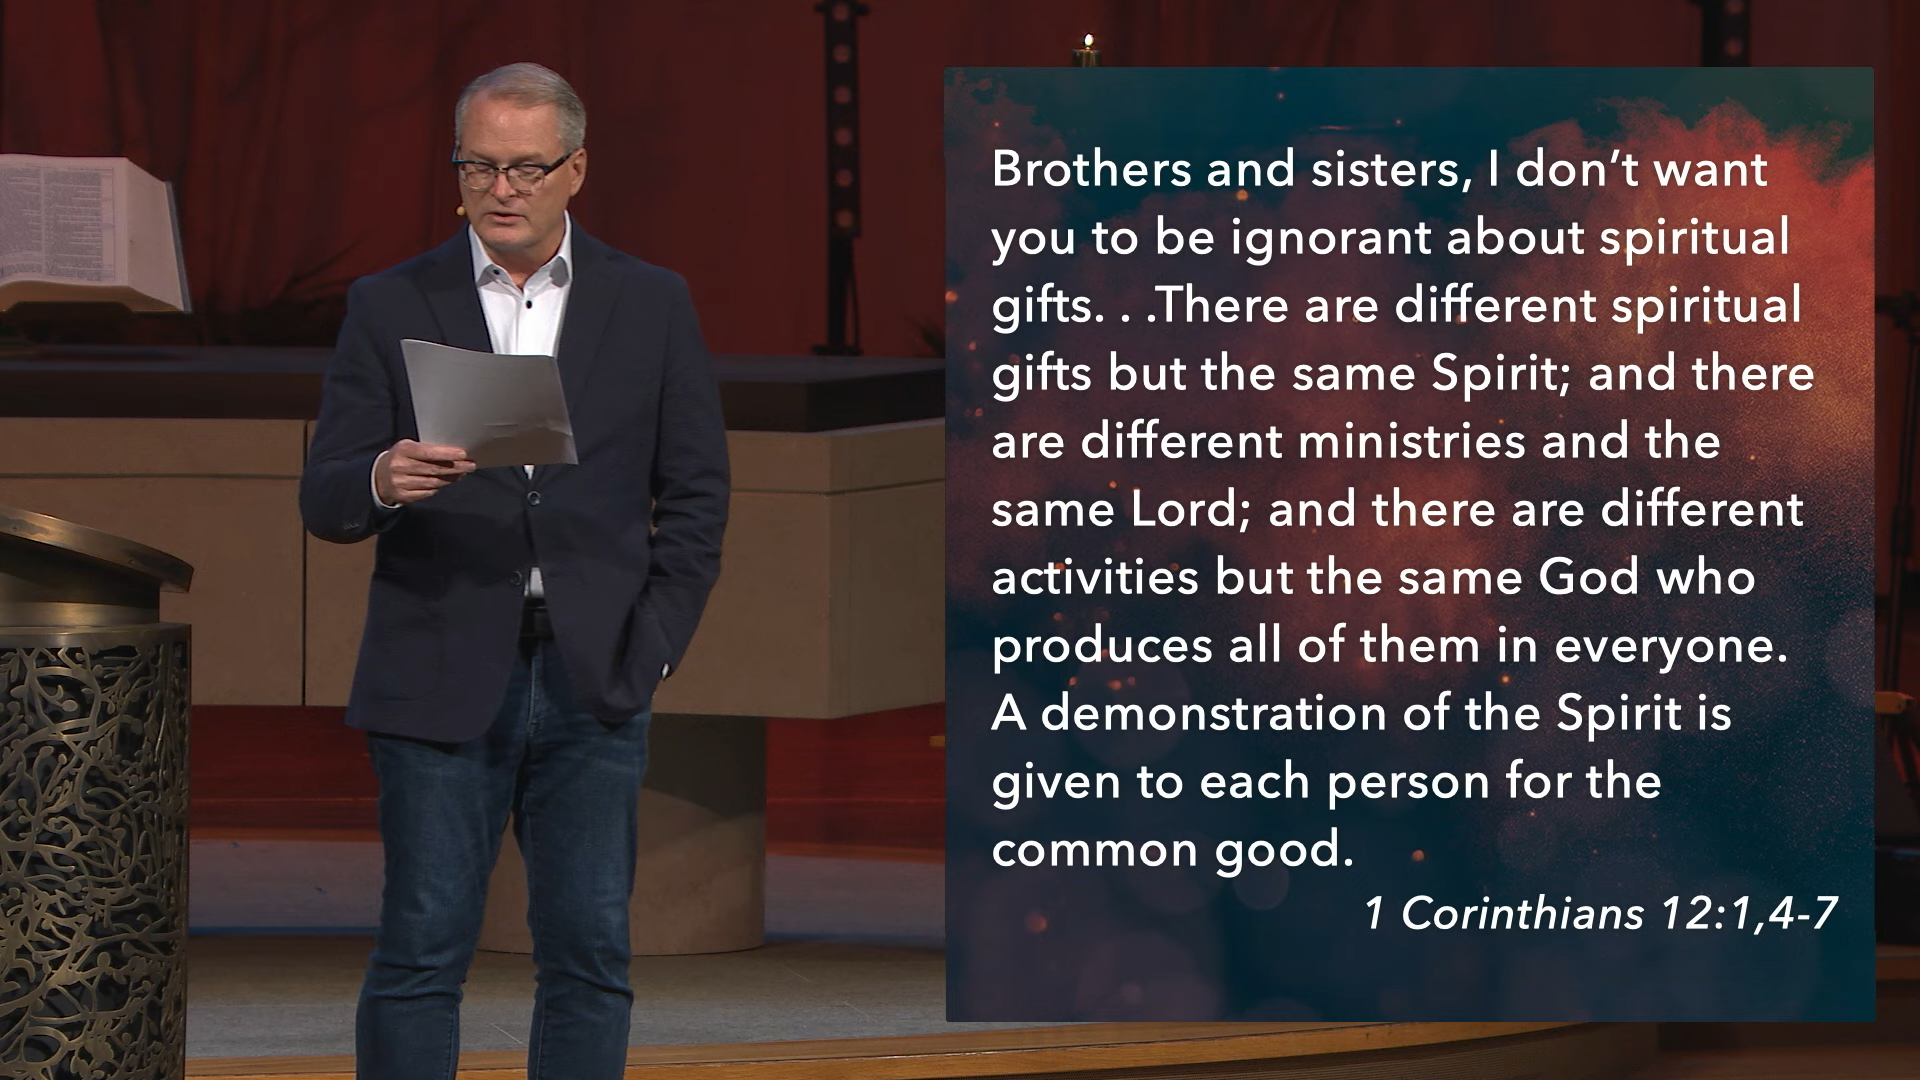 Brothers and sisters, I don’t want
you to be ignorant about spiritual
gifts. . .There are different spiritual
gifts but the same Spirit; and there
are different ministries and the
same Lord; and there are different
activities but the same God who
produces all of them in everyone.
A demonstration of the Spirit is
given to each person for the
common good.
1 Corinthians 12:1,4-7